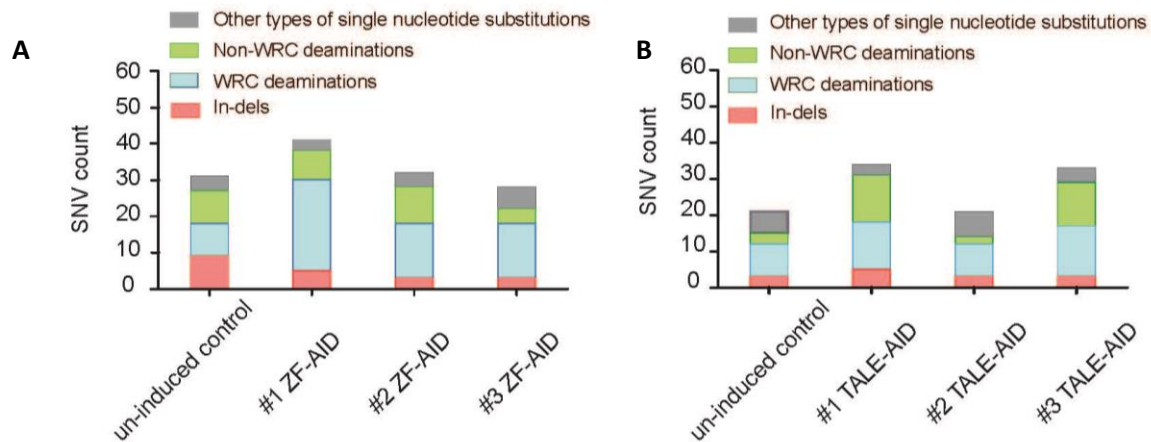 A
Other types of single nucleotide substitutions
Non-WRC deaminations
WRC deaminations
In-dels
SNV count
60
50
40
30
20
10
0
un-induced control
#1 ZF-AID
#2 ZF-AID
#3 ZF-AID
B
Other types of single nucleotide substitutions
Non-WRC deaminations
WRC deaminations
In-dels
SNV count
60
50
40
30
20
10
0
un-induced control
#1 TALE-AID
#2 TALE-AID
#3 TALE-AID